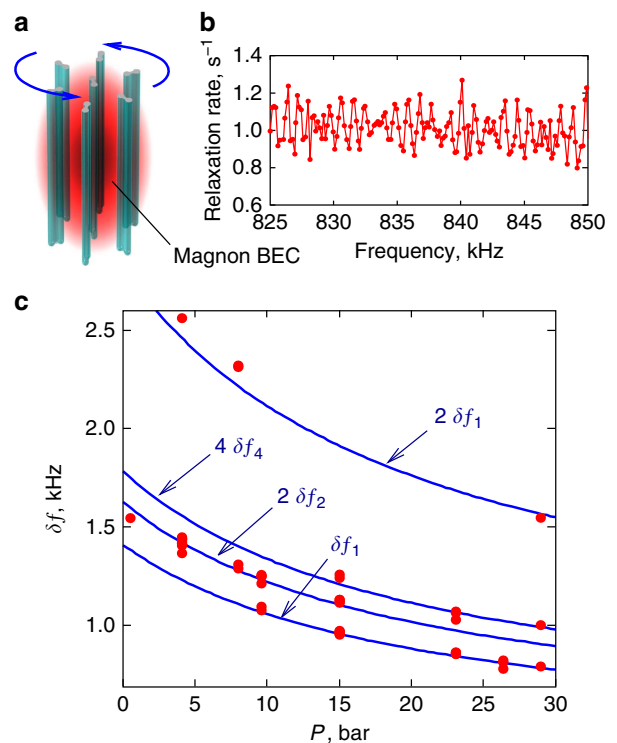 a
Magnon BEC
b
Relaxation rate, s⁻¹
1.4
1.2
1.0
0.8
0.6
825 830 835 840 845 850
Frequency, kHz
c
δf, kHz
2.5
2.0
1.5
1.0
2 δf₁
4 δf₄
2 δf₂
δf₁
0 5 10 15 20 25 30
P, bar